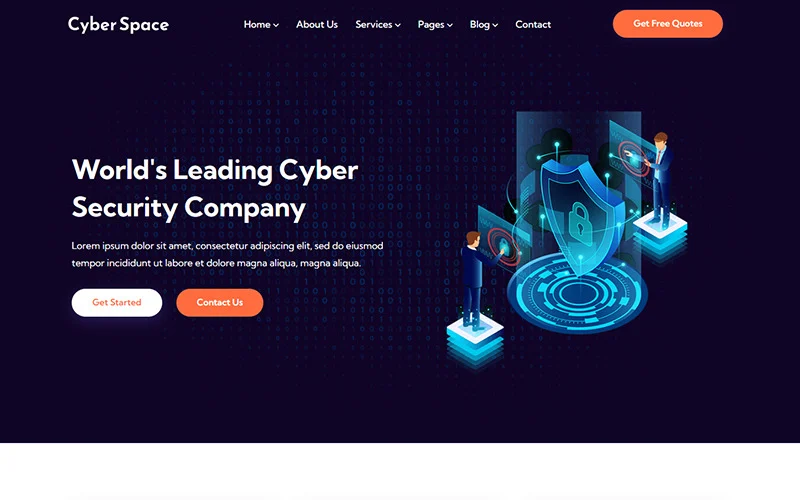 Cyber Space
Home
About Us
Services
Pages
Blog
Contact
Get Free Quotes
World's Leading Cyber
Security Company
Lorem ipsum dolor sit amet, consectetur adipiscing elit, sed do eiusmod
tempor incididunt ut labore et dolore magna aliqua, magna aliqua.
Get Started
Contact Us